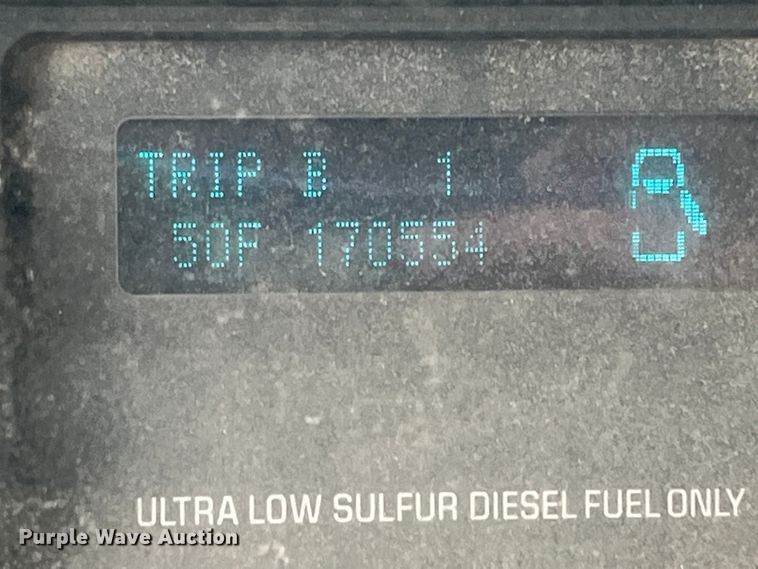 TRIP B 1
50F 170554
ULTRA LOW SULFUR DIESEL FUEL ONLY
Purple Wave Auction